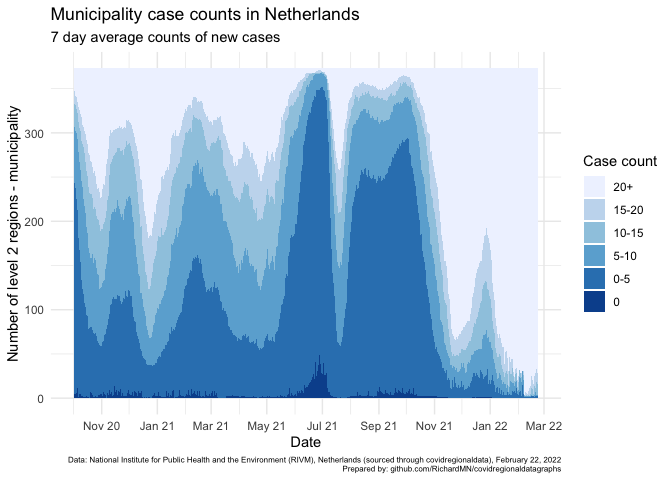 Municipality case counts in Netherlands
7 day average counts of new cases
Number of level 2 regions - municipality
300
200
100
0
Nov 20 Jan 21 Mar 21 May 21 Jul 21 Sep 21 Nov 21 Jan 22 Mar 22
Date
Case count
20+
15-20
10-15
5-10
0-5
0
Data: National Institute for Public Health and the Environment (RIVM), Netherlands (sourced through covidregionaldata), February 22, 2022
Prepared by: github.com/RichardMN/covidregionaldatagraphs